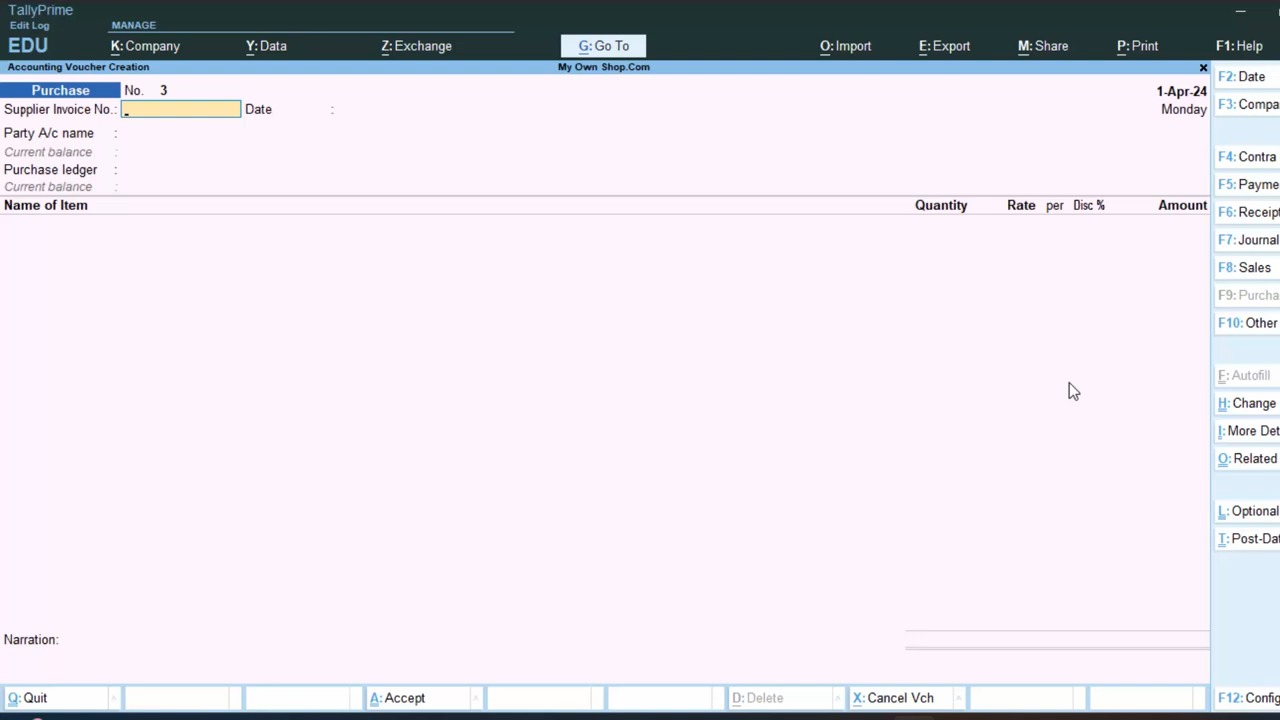 TallyPrime
Edit Log
EDU
MANAGE
K: Company
Y: Data
Z: Exchange
G: Go To
O: Import
E: Export
M: Share
P: Print
F1: Help
Accounting Voucher Creation
My Own Shop.Com
Purchase No. 3
1-Apr-24
Supplier Invoice No.: Date :
Monday
Party A/c name :
Current balance :
Purchase ledger :
Current balance :
Name of Item Quantity Rate per Disc % Amount
Narration:
F2: Date
F3: Compa
F4: Contra
F5: Payme
F6: Receipt
F7: Journal
F8: Sales
F9: Purcha
F10: Other
F: Autofill
H: Change
I: More Det
O: Related
L: Optional
T: Post-Dat
Q: Quit
A: Accept
D: Delete
X: Cancel Vch
F12: Config